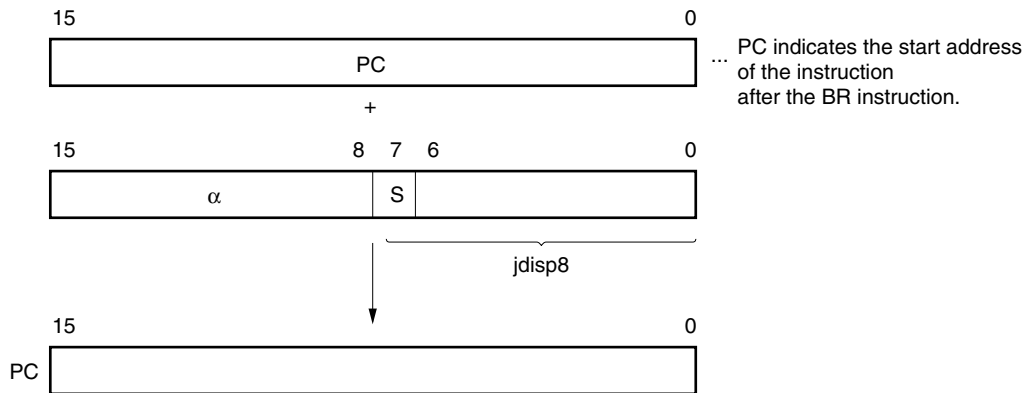 15 0
PC
... PC indicates the start address
of the instruction
after the BR instruction.
+
15 8 7 6 0
α S
jdisp8
15 0
PC